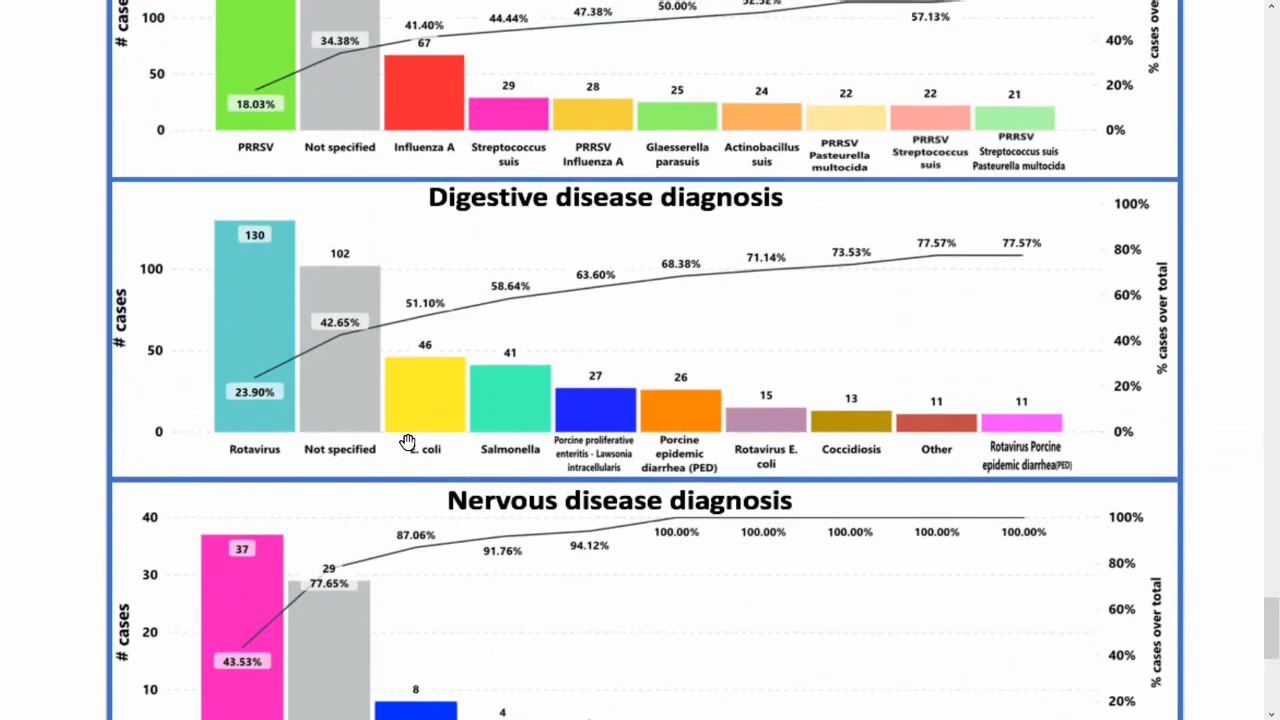 100
50
0
# cases
18.03%
34.38%
41.40%
67
44.44%
29
47.38%
28
50.00%
25
24
22
57.13%
22
21
40%
20%
0%
PRRSV
Not specified
Influenza A
Streptococcus
suis
PRRSV
Influenza A
Glaesserella
parasuis
Actinobacillus
suis
PRRSV
Pasteurella
multocida
PRRSV
Streptococcus
suis
PRRSV
Streptococcus suis
Pasteurella multocida
Digestive disease diagnosis
100
50
0
# cases
130
23.90%
102
42.65%
51.10%
46
58.64%
41
63.60%
27
68.38%
26
71.14%
15
73.53%
13
77.57%
11
77.57%
11
100%
80%
60%
40%
20%
0%
% cases over total
Rotavirus
Not specified
coli
Salmonella
Porcine proliferative
enteritis - Lawsonia
intracellularis
Porcine
epidemic
diarrhea (PED)
Rotavirus E.
coli
Coccidiosis
Other
Rotavirus Porcine
epidemic diarrhea(PED)
Nervous disease diagnosis
40
30
20
10
# cases
37
43.53%
29
77.65%
87.06%
8
91.76%
4
94.12%
100.00%
100.00%
100.00%
100.00%
100.00%
100%
80%
60%
40%
20%
% cases over total